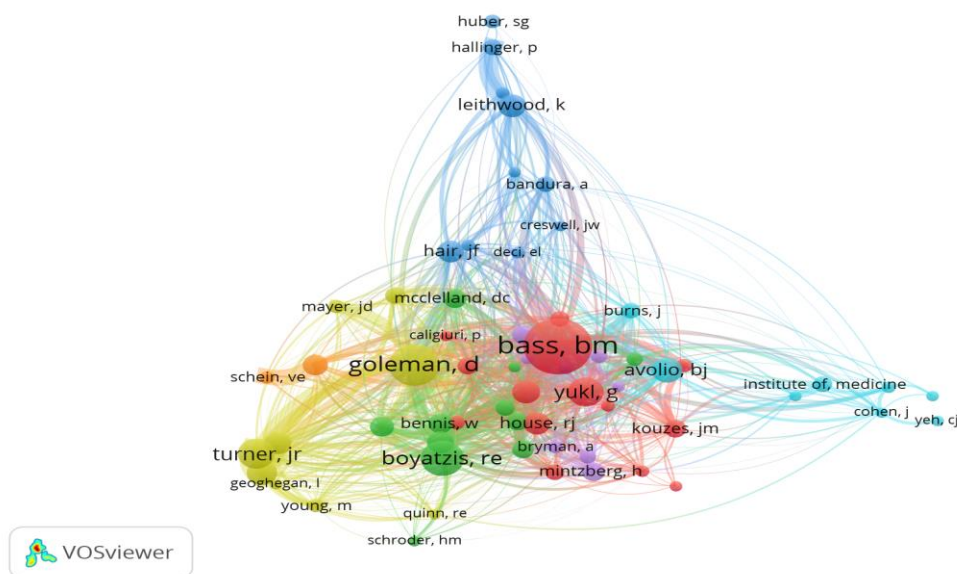 huber, sg
hallinger, p
leithwood, k
bandura, a
creswell, jw
hair, jf
deci, el
mayer, jd
mcclelland, dc
burns, j
caligiuri, p
bass, bm
goleman, d
avolio, bj
schein, ve
yukl, g
institute of, medicine
cohen, j
yeh, cj
bennis, w
house, rj
kouzes, jm
bryman, a
turner, jr
boyatzis, re
mintzberg, h
geoghegan, l
young, m
quinn, re
schroder, hm
VOSviewer